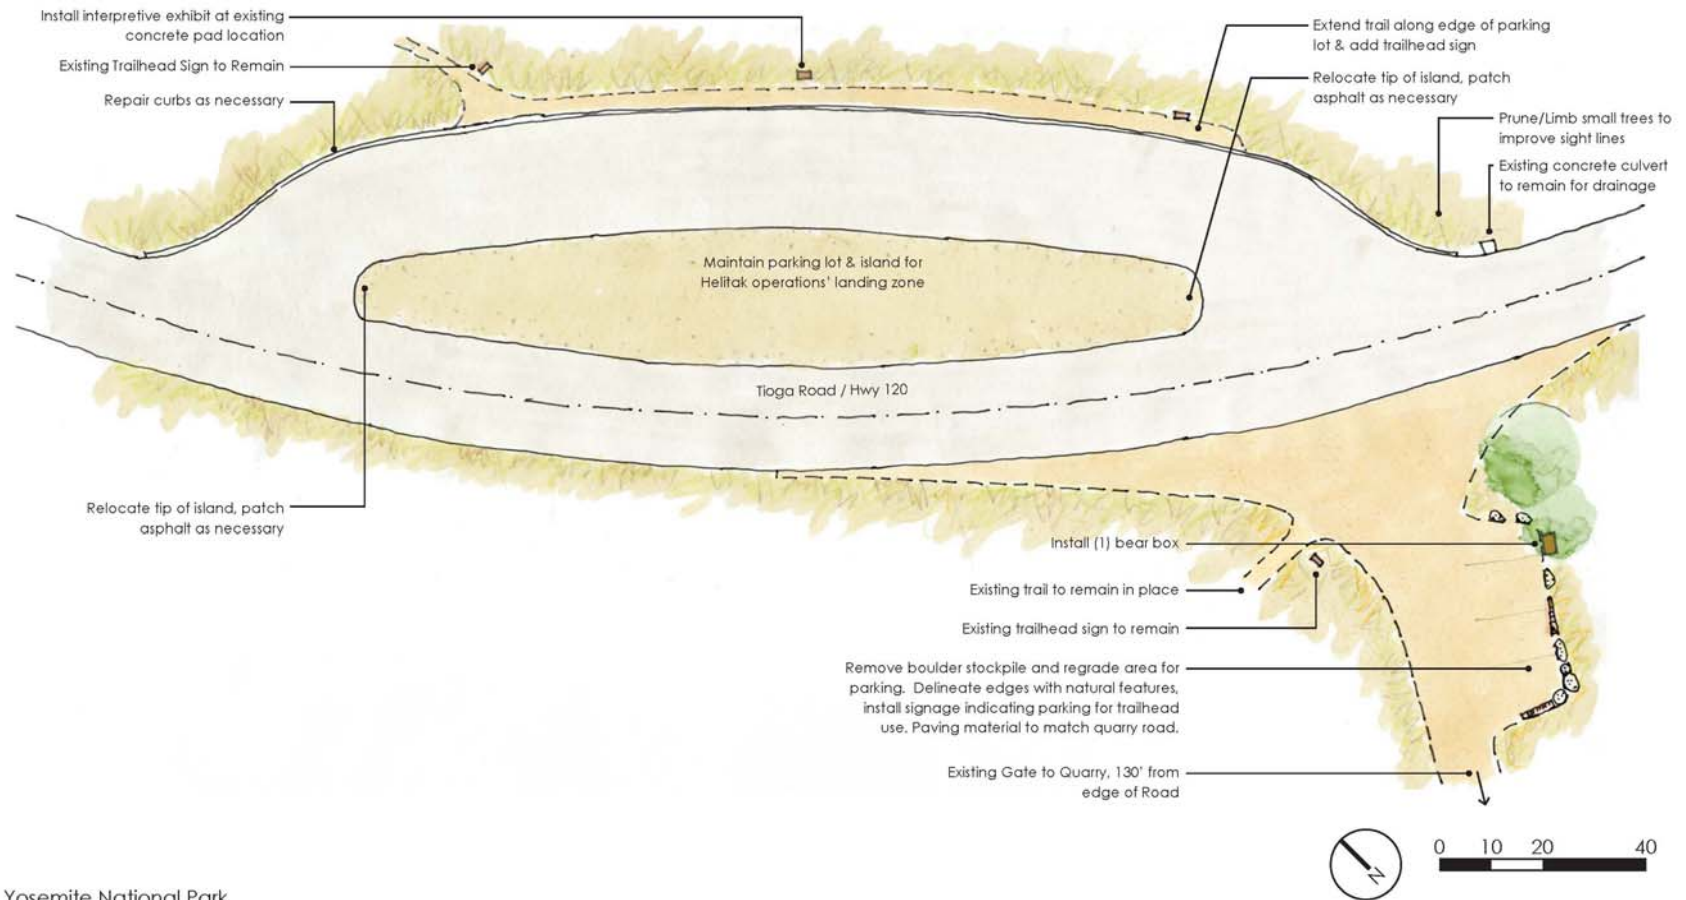 Install interpretive exhibit at existing
concrete pad location
Existing Trailhead Sign to Remain
Repair curbs as necessary
Extend trail along edge of parking
lot & add trailhead sign
Relocate tip of island, patch
asphalt as necessary
Prune/Limb small trees to
improve sight lines
Existing concrete culvert
to remain for drainage
Maintain parking lot & island for
Helitak operations' landing zone
Tioga Road / Hwy 120
Relocate tip of island, patch
asphalt as necessary
Install (1) bear box
Existing trail to remain in place
Existing trailhead sign to remain
Remove boulder stockpile and regrade area for
parking. Delineate edges with natural features,
install signage indicating parking for trailhead
use. Paving material to match quarry road.
Existing Gate to Quarry, 130' from
edge of Road
N
0 10 20 40
Yosemite National Park